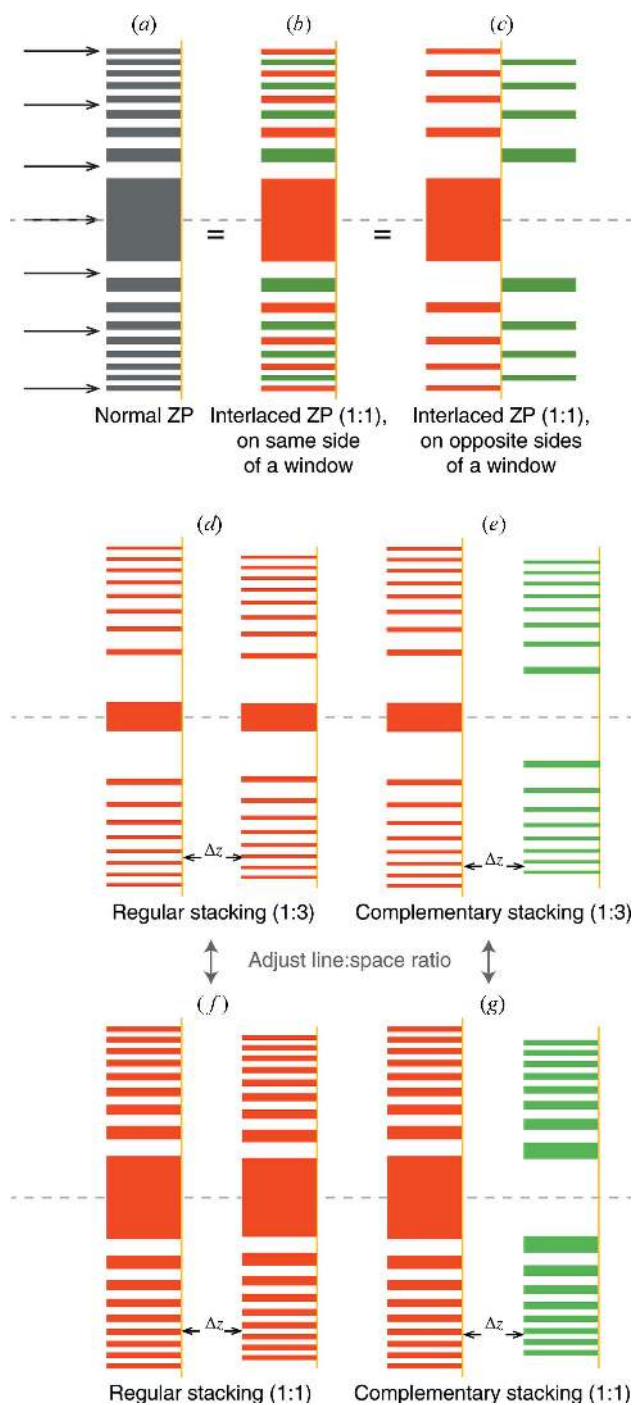 (a) (b) (c)
= =
Normal ZP Interlaced ZP (1:1), Interlaced ZP (1:1),
on same side on opposite sides
of a window of a window
(d) (e)
Δz Δz
Regular stacking (1:3) Complementary stacking (1:3)
Adjust line:space ratio
(f) (g)
Δz Δz
Regular stacking (1:1) Complementary stacking (1:1)